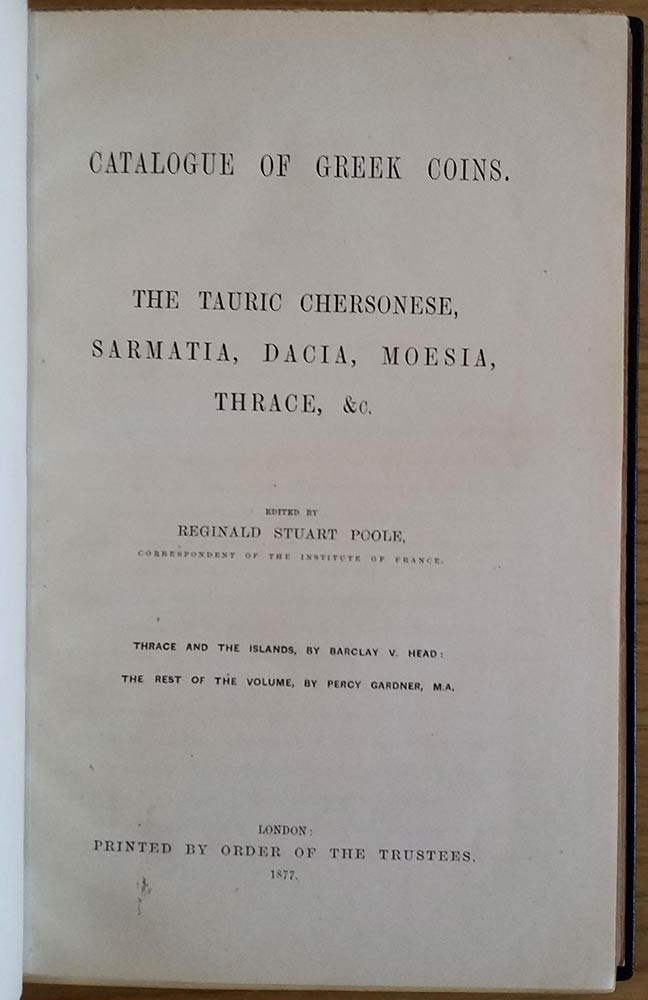 CATALOGUE OF GREEK COINS.
THE TAURIC CHERSONESE,
SARMATIA, DACIA, MOESIA,
THRACE, &c.
EDITED BY
REGINALD STUART POOLE,
CORRESPONDENT OF THE INSTITUTE OF FRANCE.
THRACE AND THE ISLANDS, BY BARCLAY V. HEAD:
THE REST OF THE VOLUME, BY PERCY GARDNER, M.A.
LONDON:
PRINTED BY ORDER OF THE TRUSTEES.
1877.